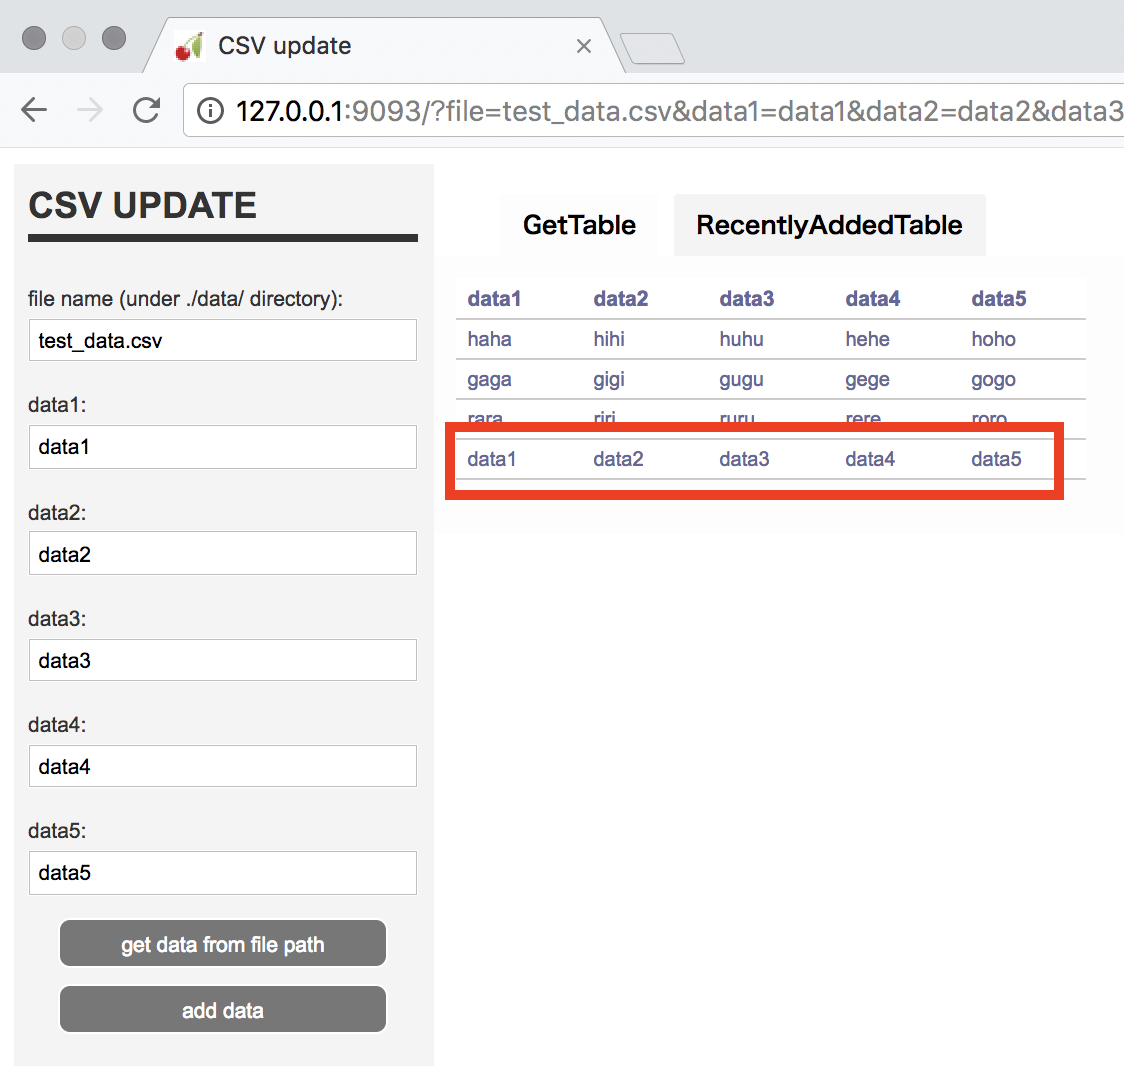 CSV update
127.0.0.1:9093/?file=test_data.csv&data1=data1&data2=data2&data3
CSV UPDATE
file name (under ./data/ directory):
test_data.csv
data1:
data1
data2:
data2
data3:
data3
data4:
data4
data5:
data5
get data from file path
add data
GetTable RecentlyAddedTable
data1 data2 data3 data4 data5
haha hihi huhu hehe hoho
gaga gigi gugu gege gogo
rara riri ruru rere roro
data1 data2 data3 data4 data5